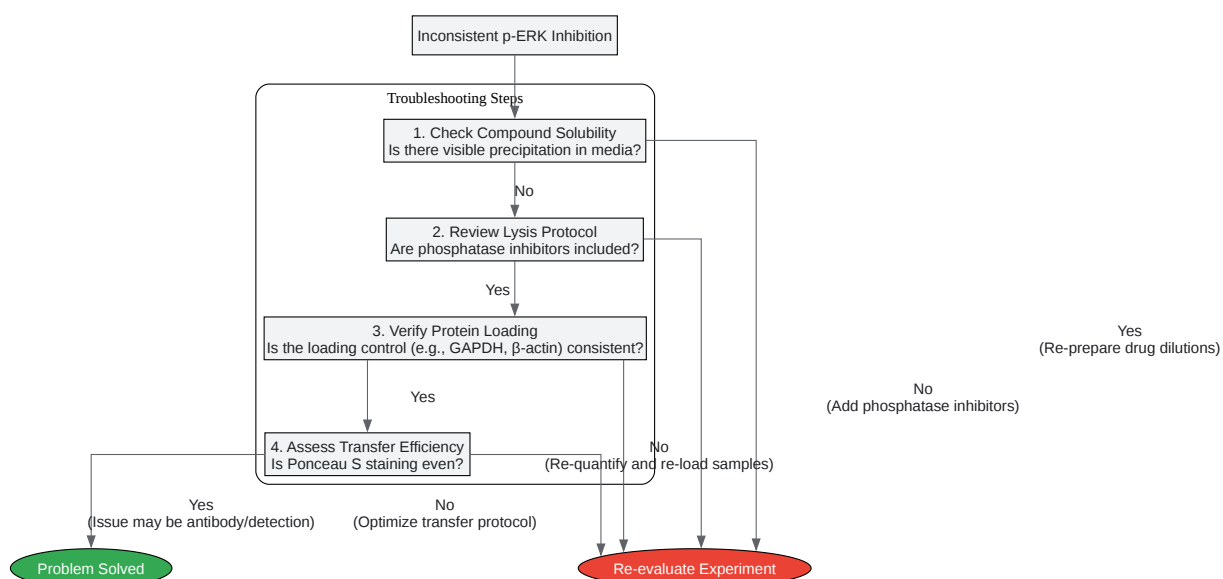 Inconsistent p-ERK Inhibition
Troubleshooting Steps
1. Check Compound Solubility
Is there visible precipitation in media?
No
2. Review Lysis Protocol
Are phosphatase inhibitors included?
Yes
3. Verify Protein Loading
Is the loading control (e.g., GAPDH, β-actin) consistent?
Yes
(Re-prepare drug dilutions)
No
(Add phosphatase inhibitors)
Yes
4. Assess Transfer Efficiency
Is Ponceau S staining even?
No
(Re-quantify and re-load samples)
Yes
(Issue may be antibody/detection)
No
(Optimize transfer protocol)
Problem Solved
Re-evaluate Experiment